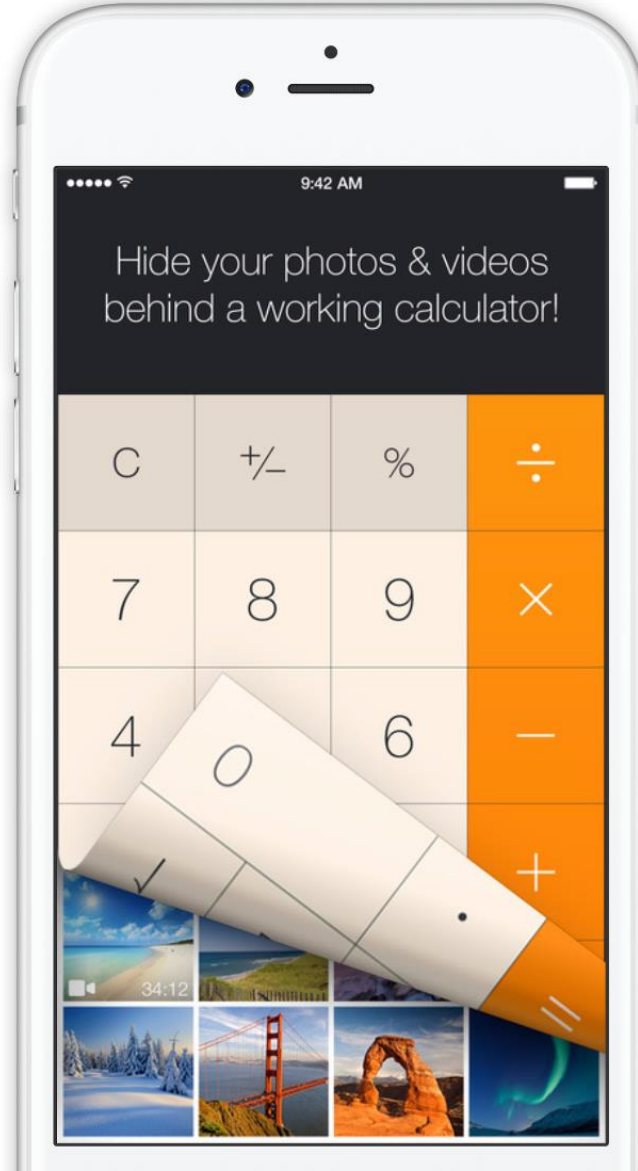 9:42 AM
Hide your photos & videos
behind a working calculator!
C +/− % ÷
7 8 9 ×
4 6 −
0
+
.
=
34:12